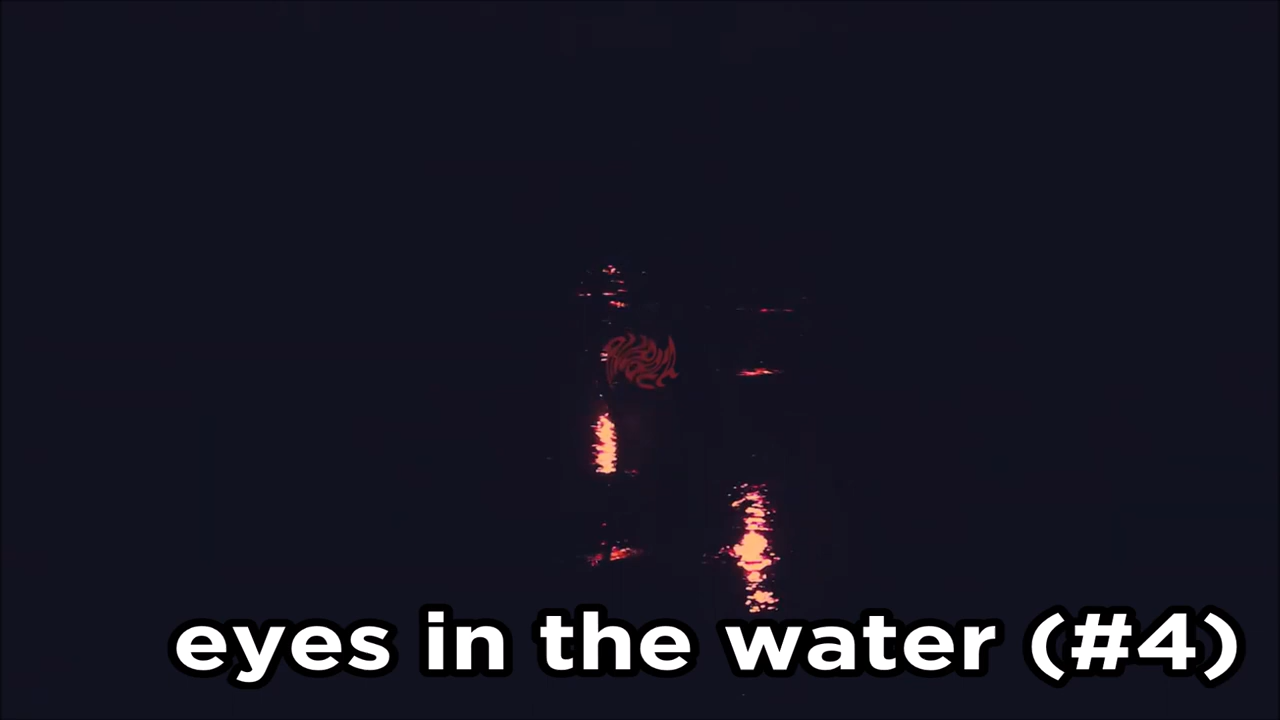 eyes in the water (#4)